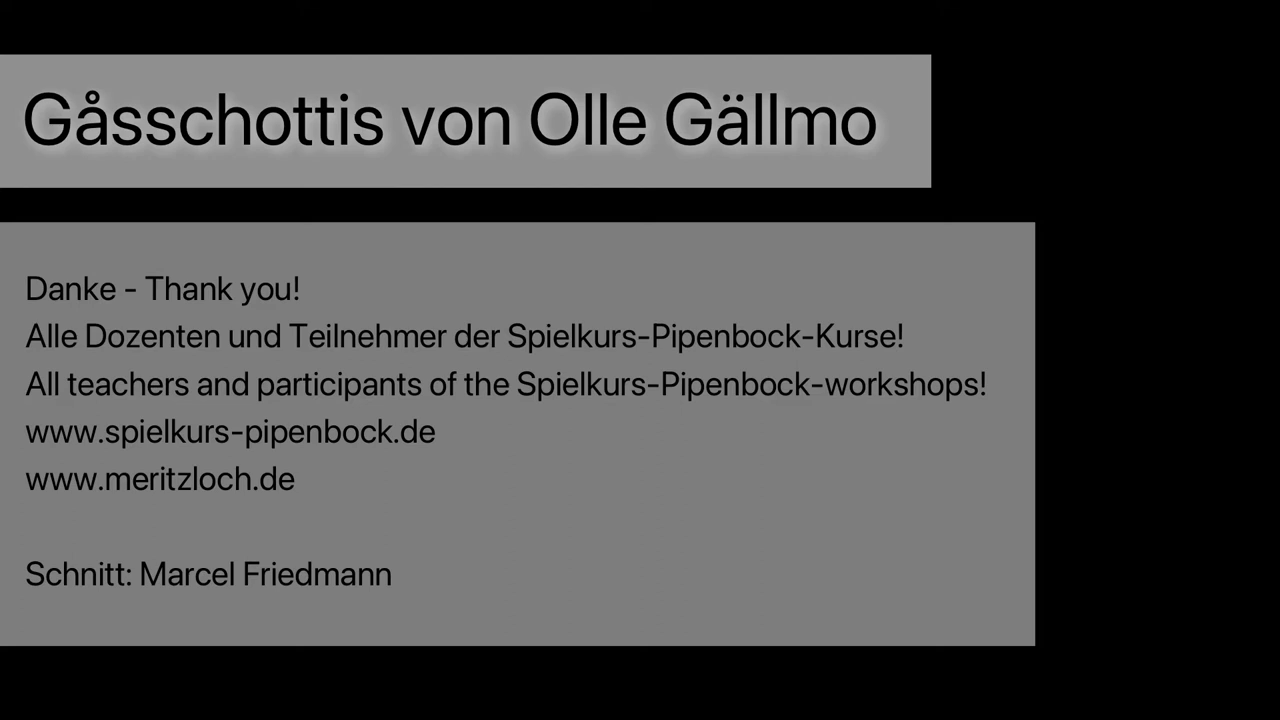 Gåsschottis von Olle Gällmo
Danke - Thank you!
Alle Dozenten und Teilnehmer der Spielkurs-Pipenbock-Kurse!
All teachers and participants of the Spielkurs-Pipenbock-workshops!
www.spielkurs-pipenbock.de
www.meritzloch.de
Schnitt: Marcel Friedmann